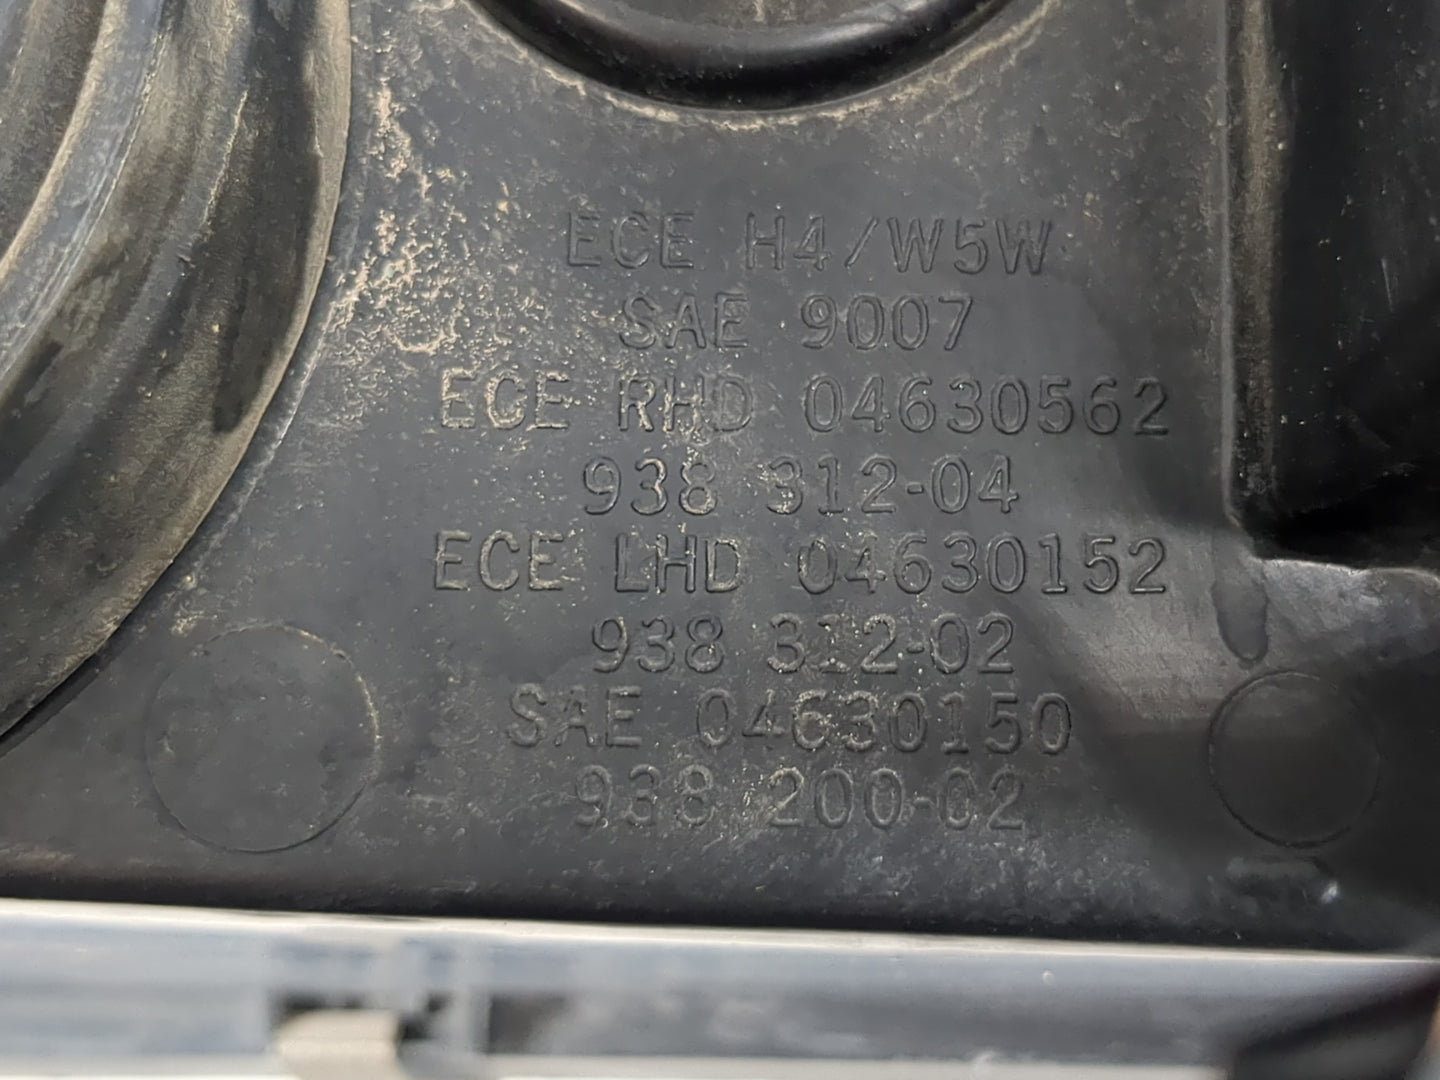 ECE H4/W5W
SAE 9007
ECE RHD 04630562
938 312-04
ECE LHD 04630152
938 312-02
SAE 04630150
938 200-02